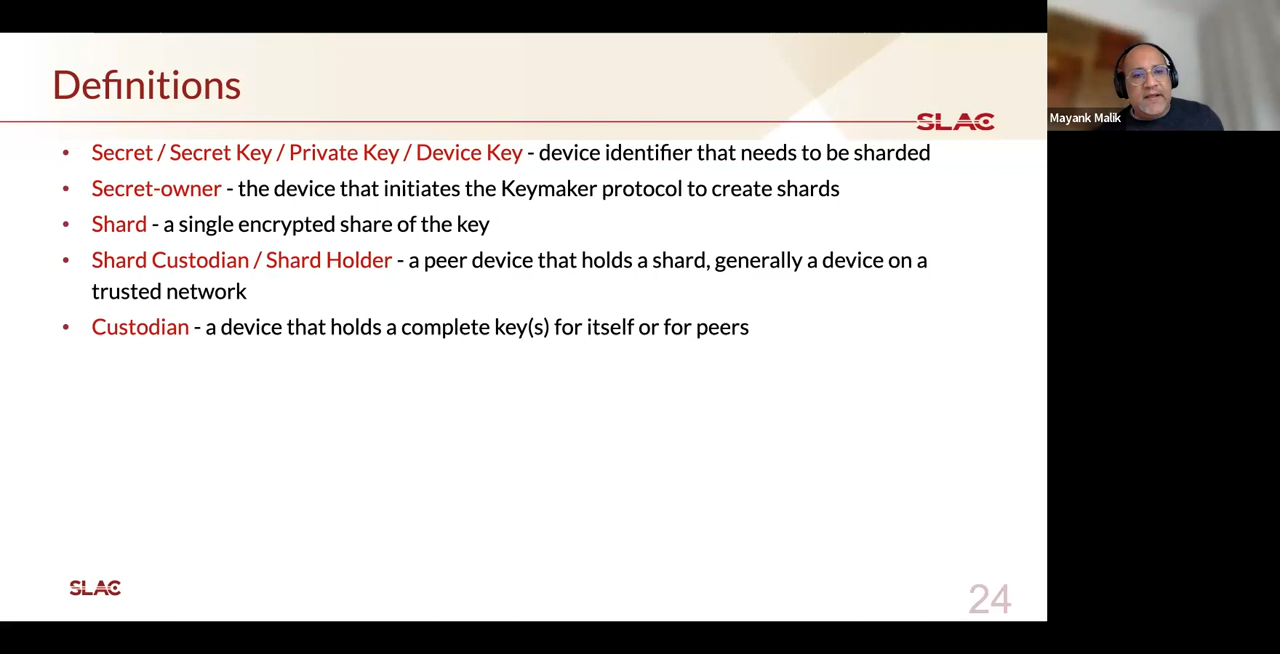 Definitions
SLAC
• Secret / Secret Key / Private Key / Device Key - device identifier that needs to be sharded
• Secret-owner - the device that initiates the Keymaker protocol to create shards
• Shard - a single encrypted share of the key
• Shard Custodian / Shard Holder - a peer device that holds a shard, generally a device on a
trusted network
• Custodian - a device that holds a complete key(s) for itself or for peers
SLAC
24
Mayank Malik